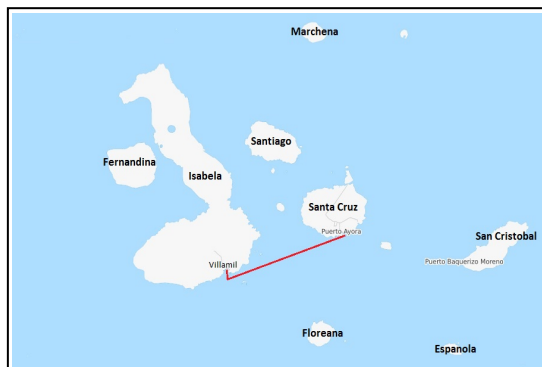 Marchena
Santiago
Fernandina
Isabela
Santa Cruz
Puerto Ayora
San Cristobal
Villamil
Puerto Baquerizo Moreno
Floreana
Espanola